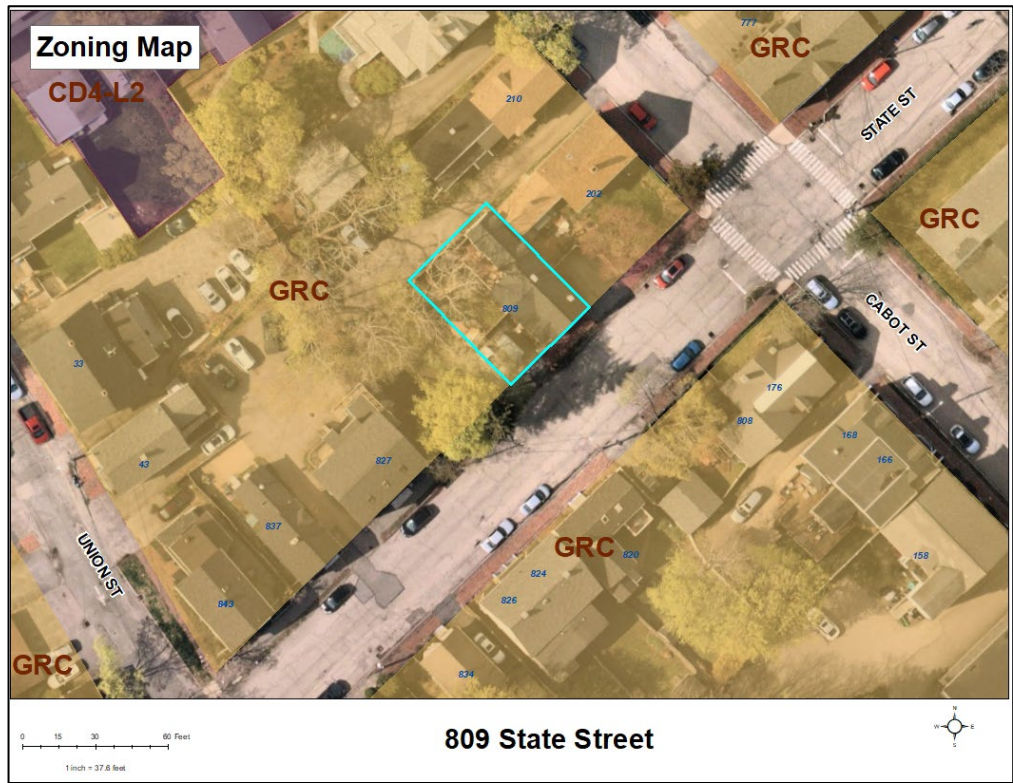 Zoning Map
CD4-L2
777
GRC
STATE ST
210
202
GRC
GRC
809
CABOT ST
33
176
808
168
166
43
827
837
GRC
820
158
824
826
UNION ST
843
GRC
834
0 15 30 60 Feet
1 inch = 37.6 feet
809 State Street
N
W E
S